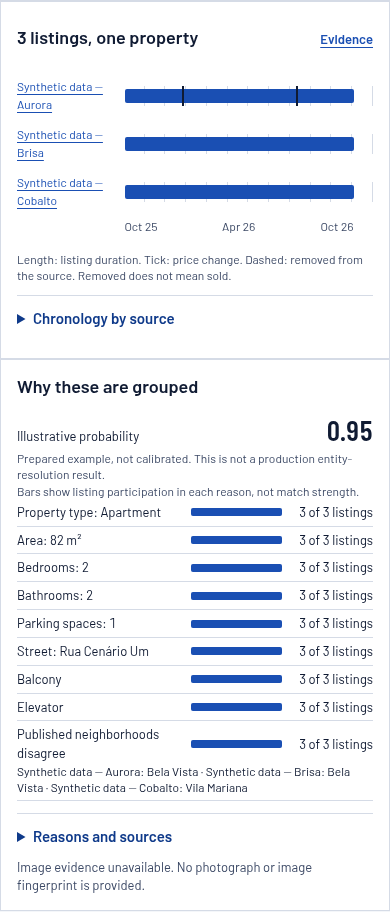 3 listings, one property
Evidence
Synthetic data —
Aurora
Synthetic data —
Brisa
Synthetic data —
Cobalto
Oct 25 Apr 26 Oct 26
Length: listing duration. Tick: price change. Dashed: removed from
the source. Removed does not mean sold.
Chronology by source
Why these are grouped
Illustrative probability 0.95
Prepared example, not calibrated. This is not a production entity-
resolution result.
Bars show listing participation in each reason, not match strength.
Property type: Apartment 3 of 3 listings
Area: 82 m² 3 of 3 listings
Bedrooms: 2 3 of 3 listings
Bathrooms: 2 3 of 3 listings
Parking spaces: 1 3 of 3 listings
Street: Rua Cenário Um 3 of 3 listings
Balcony 3 of 3 listings
Elevator 3 of 3 listings
Published neighborhoods
disagree 3 of 3 listings
Synthetic data — Aurora: Bela Vista · Synthetic data — Brisa: Bela
Vista · Synthetic data — Cobalto: Vila Mariana
Reasons and sources
Image evidence unavailable. No photograph or image
fingerprint is provided.